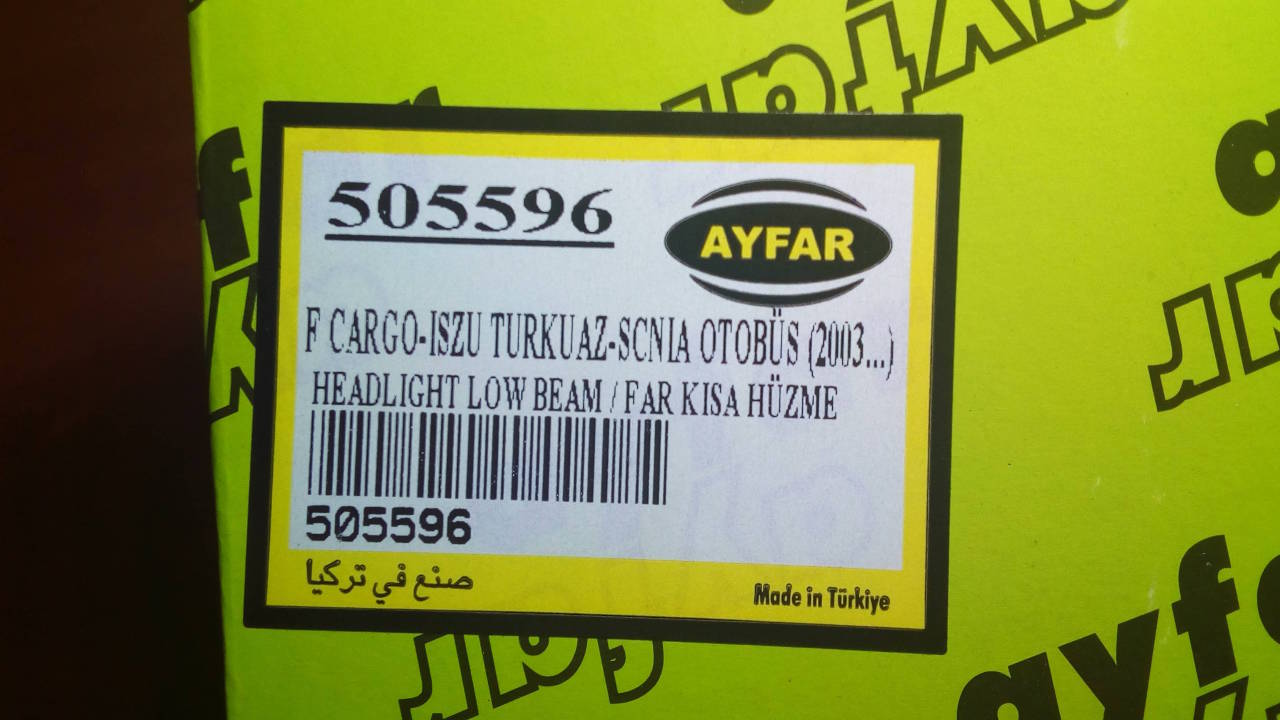 505596
AYFAR
F CARGO-ISZU TURKUAZ-SCNIA OTOBÜS (2003...)
HEADLIGHT LOW BEAM / FAR KISA HÜZME
505596
صنع في تركيا
Made in Türkiye
ayfa